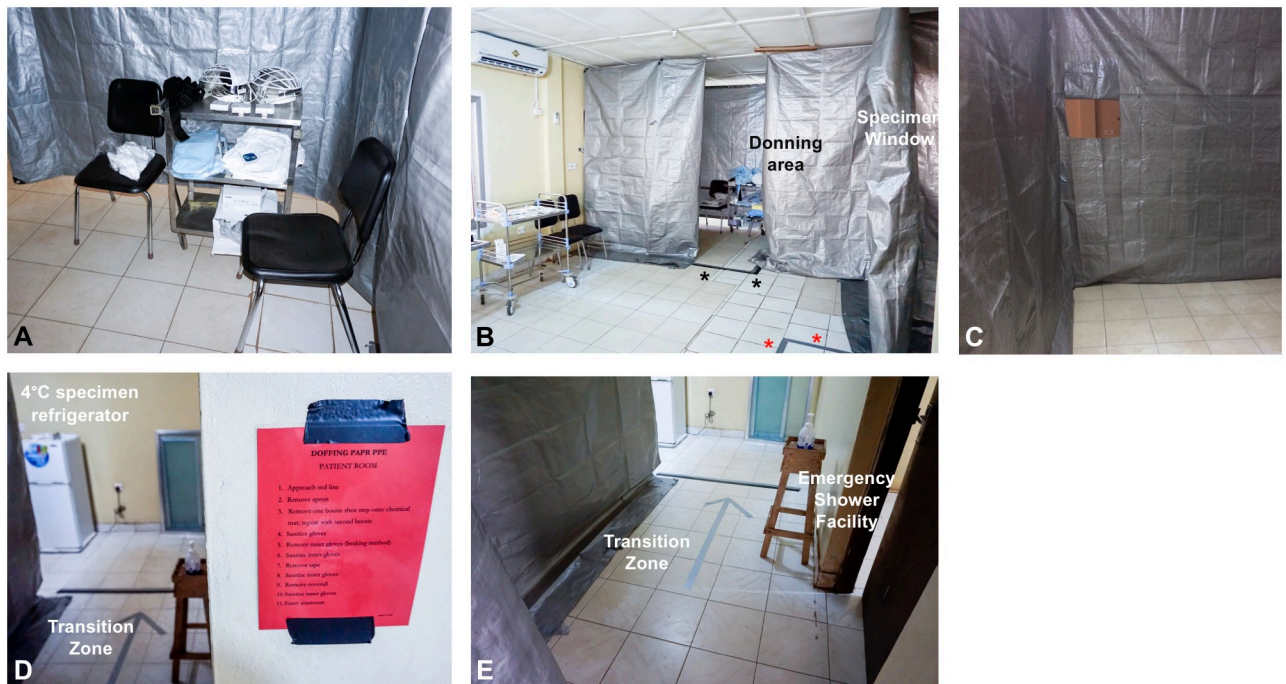 A
B
Donning
area
Specimen
Window
*
*
*
*
C
4°C specimen
refrigerator
Transition
Zone
D
DOFFING PAPR PPE
PATIENT ROOM
1. Approach red line
2. Remove apron
3. Remove one bootie then step onto chemical
mat; repeat with second bootie
4. Sanitize gloves
5. Remove outer gloves (beaking method)
6. Sanitize inner gloves
7. Remove tape
8. Sanitize inner gloves
9. Remove coverall
10. Sanitize inner gloves
11. Enter anteroom
Transition
Zone
Emergency
Shower
Facility
E